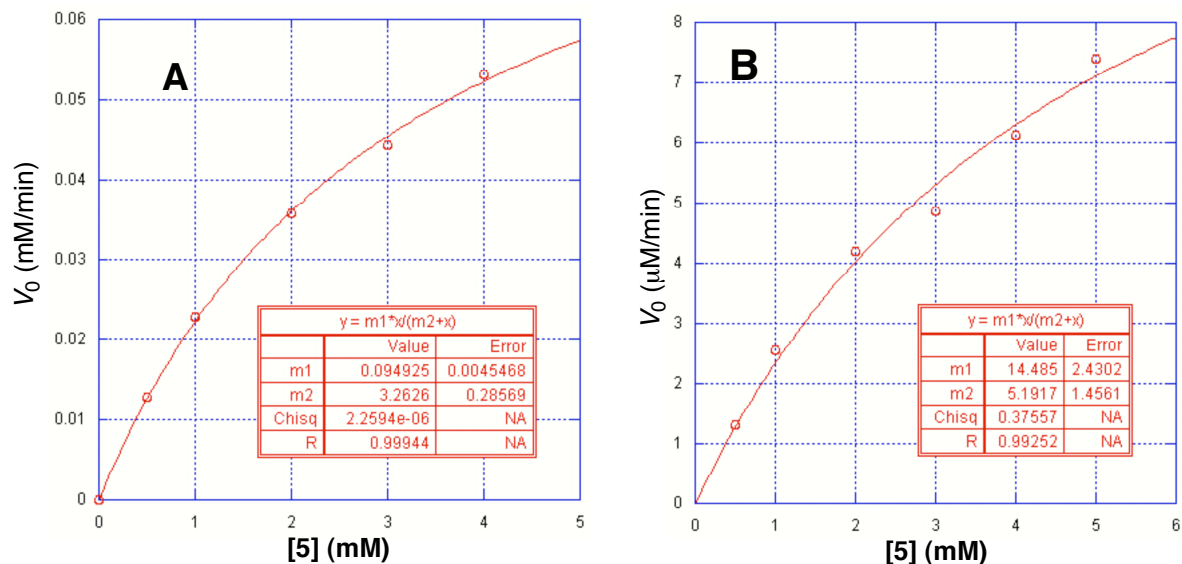 A
V0 (mM/min)
0.06
0.05
0.04
0.03
0.02
0.01
0
0 1 2 3 4 5
[5] (mM)
y = m1*x/(m2+x)
Value Error
m1 0.094925 0.0045468
m2 3.2626 0.28569
Chisq 2.2594e-06 NA
R 0.99944 NA
B
V0 (μM/min)
8
7
6
5
4
3
2
1
0
0 1 2 3 4 5 6
[5] (mM)
y = m1*x/(m2+x)
Value Error
m1 14.485 2.4302
m2 5.1917 1.4561
Chisq 0.37557 NA
R 0.99252 NA